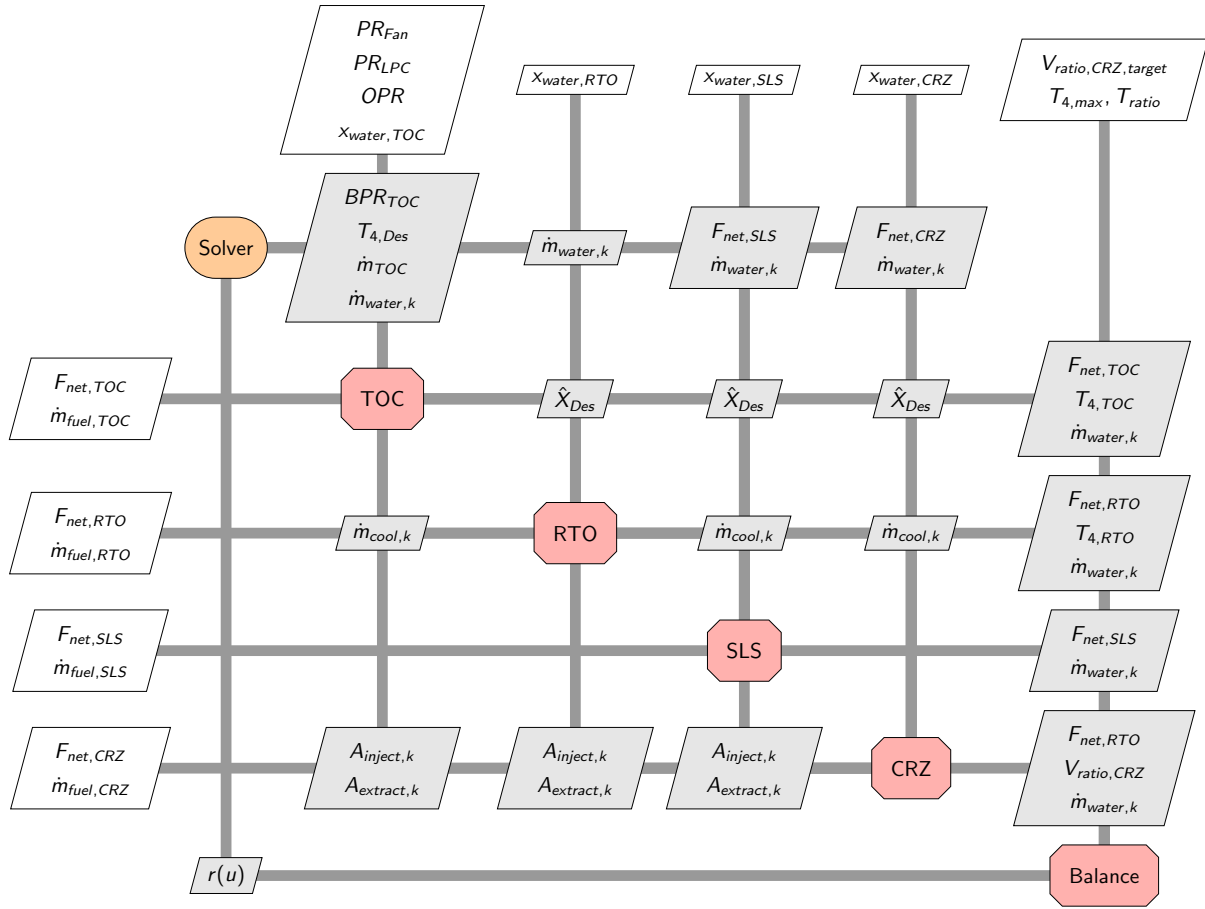 PR_Fan
PR_LPC
OPR
x_water,TOC
x_water,RTO
x_water,SLS
x_water,CRZ
V_ratio,CRZ,target
T_4,max, T_ratio
Solver
BPR_TOC
T_4,Des
ṁ_TOC
ṁ_water,k
ṁ_water,k
F_net,SLS
ṁ_water,k
F_net,CRZ
ṁ_water,k
F_net,TOC
ṁ_fuel,TOC
TOC
X̂_Des
X̂_Des
X̂_Des
F_net,TOC
T_4,TOC
ṁ_water,k
F_net,RTO
ṁ_fuel,RTO
ṁ_cool,k
RTO
ṁ_cool,k
ṁ_cool,k
F_net,RTO
T_4,RTO
ṁ_water,k
F_net,SLS
ṁ_fuel,SLS
SLS
F_net,SLS
ṁ_water,k
F_net,CRZ
ṁ_fuel,CRZ
A_inject,k
A_extract,k
A_inject,k
A_extract,k
A_inject,k
A_extract,k
CRZ
F_net,RTO
V_ratio,CRZ
ṁ_water,k
r(u)
Balance